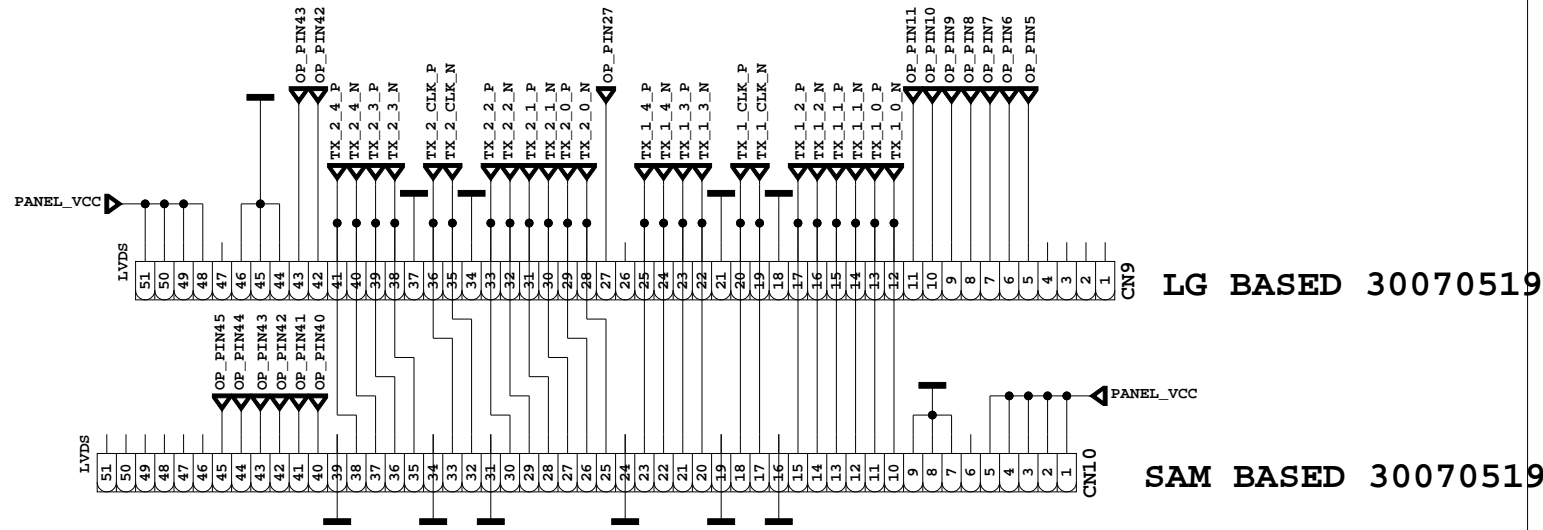 OP_PIN43
OP_PIN42
TX_2_4_P
TX_2_4_N
TX_2_3_P
TX_2_3_N
TX_2_CLK_P
TX_2_CLK_N
TX_2_2_P
TX_2_2_N
TX_2_1_P
TX_2_1_N
TX_2_0_P
TX_2_0_N
OP_PIN27
TX_1_4_P
TX_1_4_N
TX_1_3_P
TX_1_3_N
TX_1_CLK_P
TX_1_CLK_N
TX_1_2_P
TX_1_2_N
TX_1_1_P
TX_1_1_N
TX_1_0_P
TX_1_0_N
OP_PIN11
OP_PIN10
OP_PIN9
OP_PIN8
OP_PIN7
OP_PIN6
OP_PIN5
PANEL_VCC
LVDS
51 50 49 48 47 46 45 44 43 42 41 40 39 38 37 36 35 34 33 32 31 30 29 28 27 26 25 24 23 22 21 20 19 18 17 16 15 14 13 12 11 10 9 8 7 6 5 4 3 2 1
CN9
LG BASED 30070519
OP_PIN45
OP_PIN44
OP_PIN43
OP_PIN42
OP_PIN41
OP_PIN40
PANEL_VCC
LVDS
51 50 49 48 47 46 45 44 43 42 41 40 39 38 37 36 35 34 33 32 31 30 29 28 27 26 25 24 23 22 21 20 19 18 17 16 15 14 13 12 11 10 9 8 7 6 5 4 3 2 1
CN10
SAM BASED 30070519